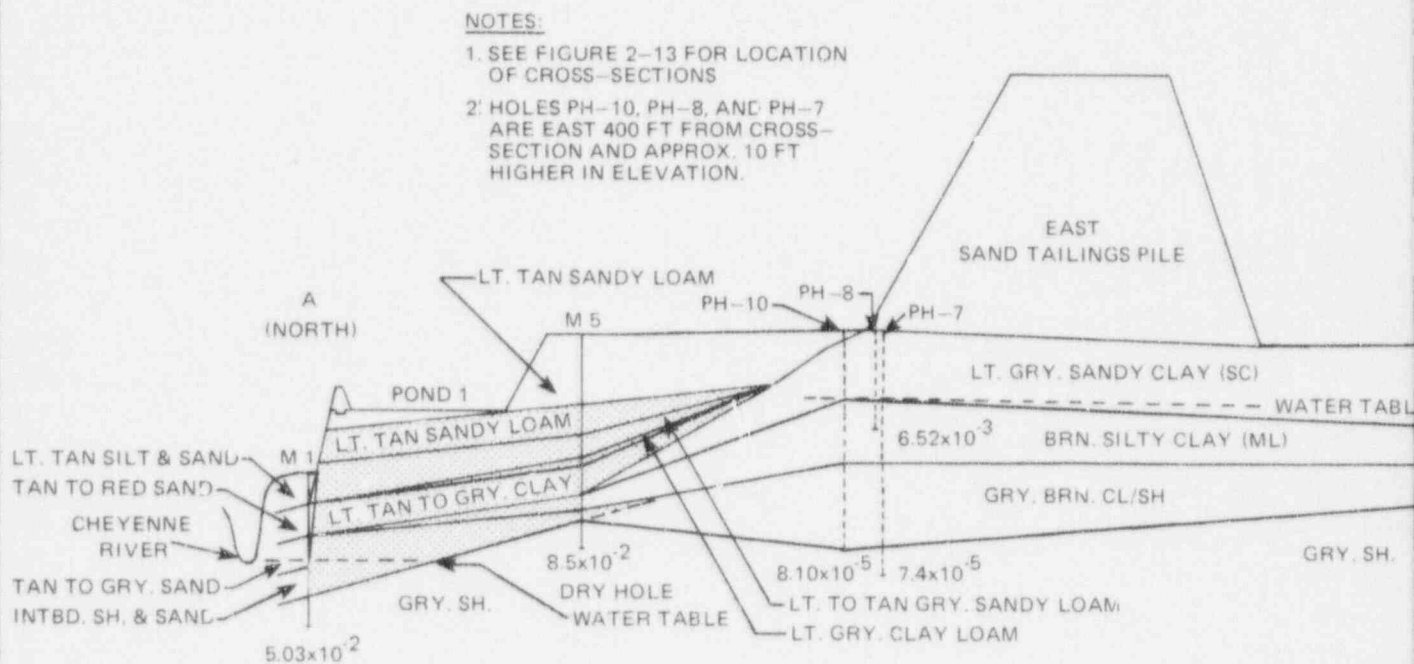 NOTES:
1. SEE FIGURE 2-13 FOR LOCATION
OF CROSS-SECTIONS
2. HOLES PH-10, PH-8, AND PH-7
ARE EAST 400 FT FROM CROSS-
SECTION AND APPROX. 10 FT
HIGHER IN ELEVATION.
EAST
SAND TAILINGS PILE
LT. TAN SANDY LOAM
A
(NORTH)
M 5
PH-10
PH-8
PH-7
POND 1
LT. GRY. SANDY CLAY (SC)
WATER TABL
LT. TAN SANDY LOAM
6.52x10⁻³
BRN. SILTY CLAY (ML)
LT. TAN SILT & SAND
M 1
TAN TO RED SAND
LT. TAN TO GRY. CLAY
GRY. BRN. CL/SH
CHEYENNE
RIVER
GRY. SH.
8.5x10⁻²
8.10x10⁻⁵
7.4x10⁻⁵
TAN TO GRY. SAND
DRY HOLE
INTBD. SH. & SAND
GRY. SH.
WATER TABLE
LT. TO TAN GRY. SANDY LOAM
LT. GRY. CLAY LOAM
5.03x10⁻²